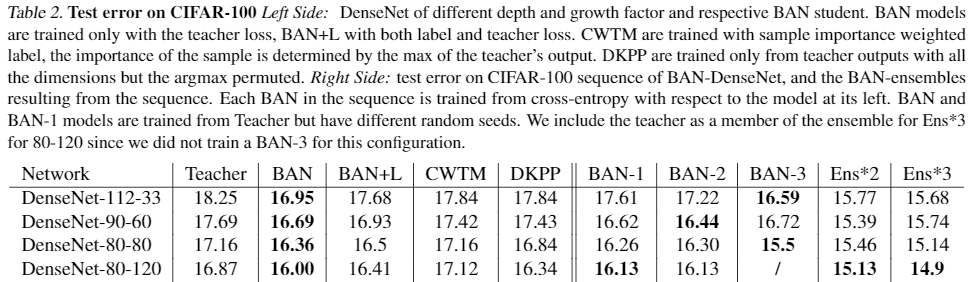 Table 2. Test error on CIFAR-100 Left Side: DenseNet of different depth and growth factor and respective BAN student. BAN models
are trained only with the teacher loss, BAN+L with both label and teacher loss. CWTM are trained with sample importance weighted
label, the importance of the sample is determined by the max of the teacher's output. DKPP are trained only from teacher outputs with all
the dimensions but the argmax permuted. Right Side: test error on CIFAR-100 sequence of BAN-DenseNet, and the BAN-ensembles
resulting from the sequence. Each BAN in the sequence is trained from cross-entropy with respect to the model at its left. BAN and
BAN-1 models are trained from Teacher but have different random seeds. We include the teacher as a member of the ensemble for Ens*3
for 80-120 since we did not train a BAN-3 for this configuration.
Network Teacher BAN BAN+L CWTM DKPP BAN-1 BAN-2 BAN-3 Ens*2 Ens*3
DenseNet-112-33 18.25 16.95 17.68 17.84 17.84 17.61 17.22 16.59 15.77 15.68
DenseNet-90-60 17.69 16.69 16.93 17.42 17.43 16.62 16.44 16.72 15.39 15.74
DenseNet-80-80 17.16 16.36 16.5 17.16 16.84 16.26 16.30 15.5 15.46 15.14
DenseNet-80-120 16.87 16.00 16.41 17.12 16.34 16.13 16.13 / 15.13 14.9